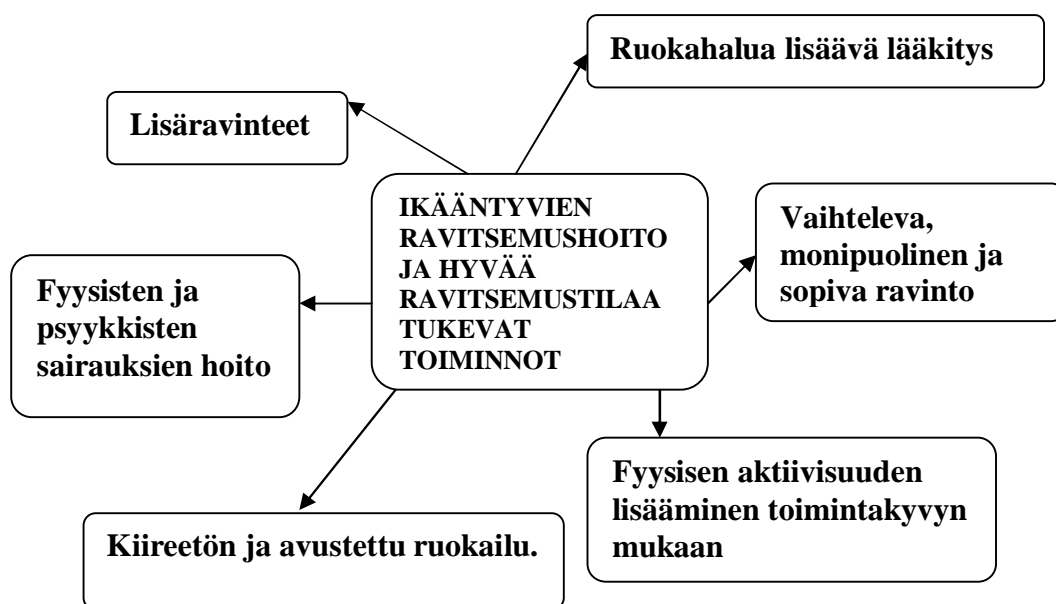 Ruokahalua lisäävä lääkitys
Lisäravinteet
IKÄÄNTYVIEN
RAVITSEMUSHOITO
JA HYVÄÄ
RAVITSEMUSTILAA
TUKEVAT
TOIMINNOT
Vaihteleva,
monipuolinen ja
sopiva ravinto
Fyysisten ja
psyykkisten
sairauksien hoito
Fyysisen aktiivisuuden
lisääminen toimintakyvyn
mukaan
Kiireetön ja avustettu ruokailu.